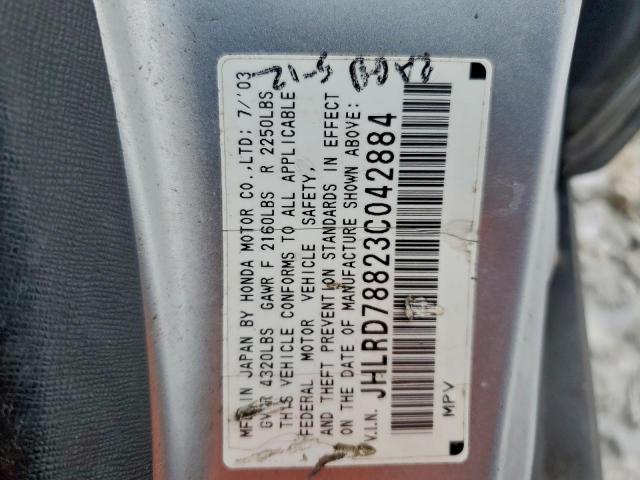 MFD.IN JAPAN BY HONDA MOTOR CO.,LTD: 7/'03
GVWR 4320LBS GAWR F 2160LBS R 2250LBS
THIS VEHICLE CONFORMS TO ALL APPLICABLE
FEDERAL MOTOR VEHICLE SAFETY,
AND THEFT PREVENTION STANDARDS IN EFFECT
ON THE DATE OF MANUFACTURE SHOWN ABOVE:
V.I.N. JHLRD78823C042884
MPV
5-12